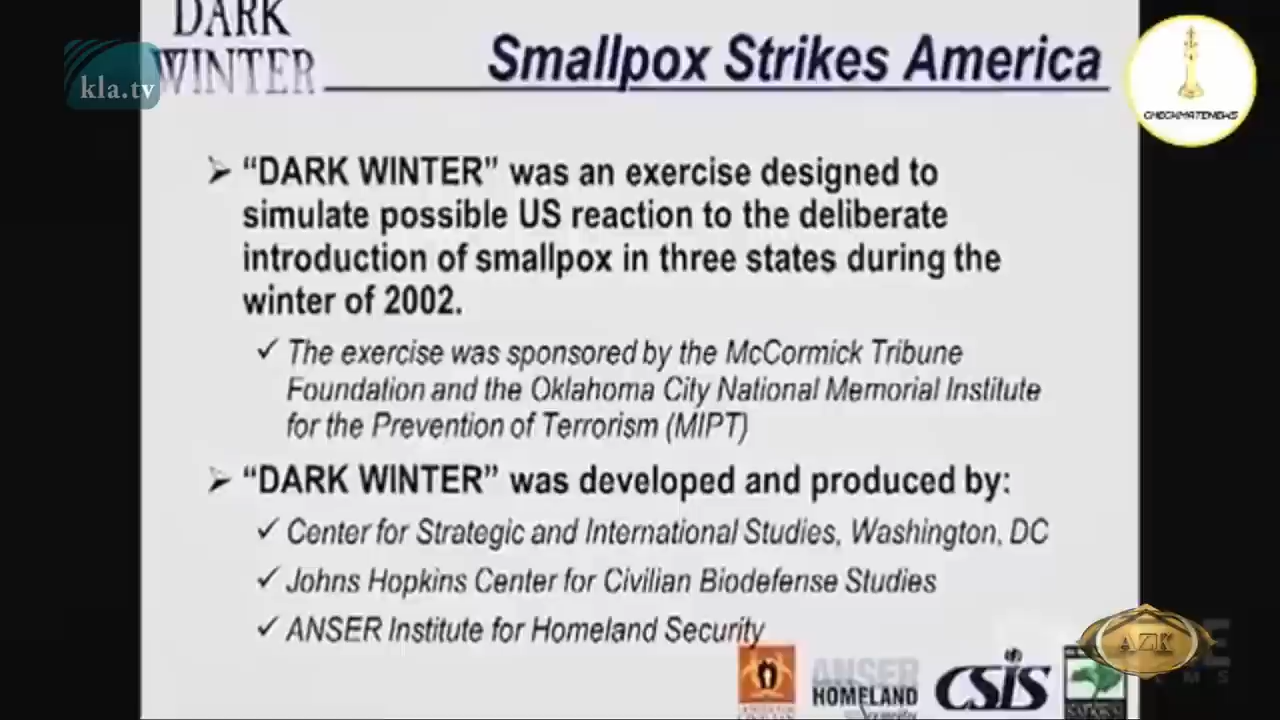 DARK
WINTER
kla.tv
Smallpox Strikes America
CHECKMATENEWS
“DARK WINTER” was an exercise designed to
simulate possible US reaction to the deliberate
introduction of smallpox in three states during the
winter of 2002.
The exercise was sponsored by the McCormick Tribune
Foundation and the Oklahoma City National Memorial Institute
for the Prevention of Terrorism (MIPT)
“DARK WINTER” was developed and produced by:
Center for Strategic and International Studies, Washington, DC
Johns Hopkins Center for Civilian Biodefense Studies
ANSER Institute for Homeland Security
ANSER
HOMELAND
CSIS
AZK